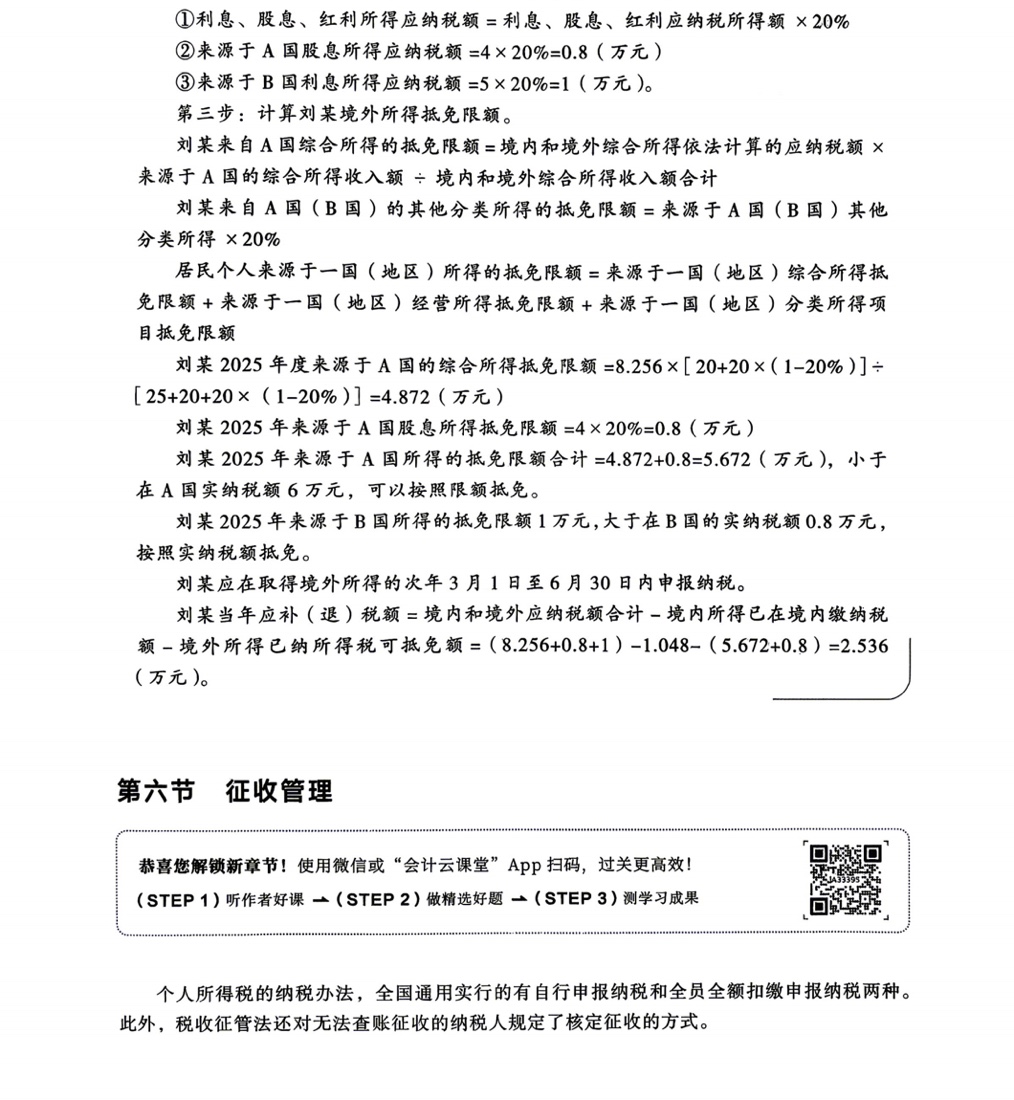 ①利息、股息、红利所得应纳税额=利息、股息、红利应纳税所得额 ×20%
②来源于 A 国股息所得应纳税额 =4×20%=0.8（万元）
③来源于 B 国利息所得应纳税额 =5×20%=1（万元）。
第三步：计算刘某境外所得抵免限额。
刘某来自A国综合所得的抵免限额=境内和境外综合所得依法计算的应纳税额 ×
来源于 A 国的综合所得收入额 ÷ 境内和境外综合所得收入额合计
刘某来自 A 国（B 国）的其他分类所得的抵免限额 = 来源于 A 国（B 国）其他
分类所得 ×20%
居民个人来源于一国（地区）所得的抵免限额 = 来源于一国（地区）综合所得抵
免限额 + 来源于一国（地区）经营所得抵免限额 + 来源于一国（地区）分类所得项
目抵免限额
刘某 2025 年度来源于 A 国的综合所得抵免限额 =8.256×[ 20+20×(1-20%)]÷
[ 25+20+20×（1-20%）] =4.872（万元）
刘某 2025 年来源于 A 国股息所得抵免限额 =4×20%=0.8（万元）
刘某 2025 年来源于 A 国所得的抵免限额合计 =4.872+0.8=5.672（万元），小于
在 A 国实纳税额 6 万元，可以按照限额抵免。
刘某 2025年来源于B国所得的抵免限额1万元，大于在B国的实纳税额0.8万元，
按照实纳税额抵免。
刘某应在取得境外所得的次年 3 月 1 日至 6 月 30 日内申报纳税。
刘某当年应补（退）税额 = 境内和境外应纳税额合计 – 境内所得已在境内缴纳税
额 – 境外所得已纳所得税可抵免额 =（8.256+0.8+1）-1.048-（5.672+0.8）=2.536
（万元）。
第六节 征收管理
恭喜您解锁新章节！使用微信或“会计云课堂”App 扫码，过关更高效！
（STEP 1）听作者好课 ⇀（STEP 2）做精选好题 ⇀（STEP 3）测学习成果
JA33395
个人所得税的纳税办法，全国通用实行的有自行申报纳税和全员全额扣缴申报纳税两种。
此外，税收征管法还对无法查账征收的纳税人规定了核定征收的方式。